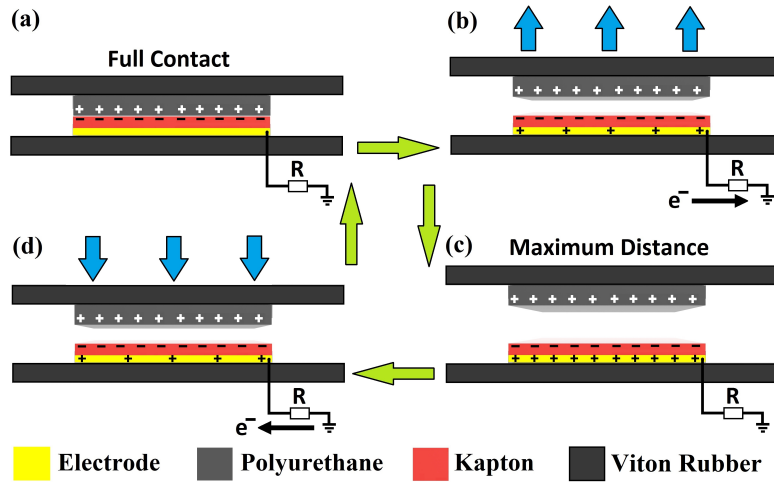 (a)
Full Contact
R
(b)
R
e⁻
(d)
R
e⁻
(c)
Maximum Distance
R
Electrode
Polyurethane
Kapton
Viton Rubber